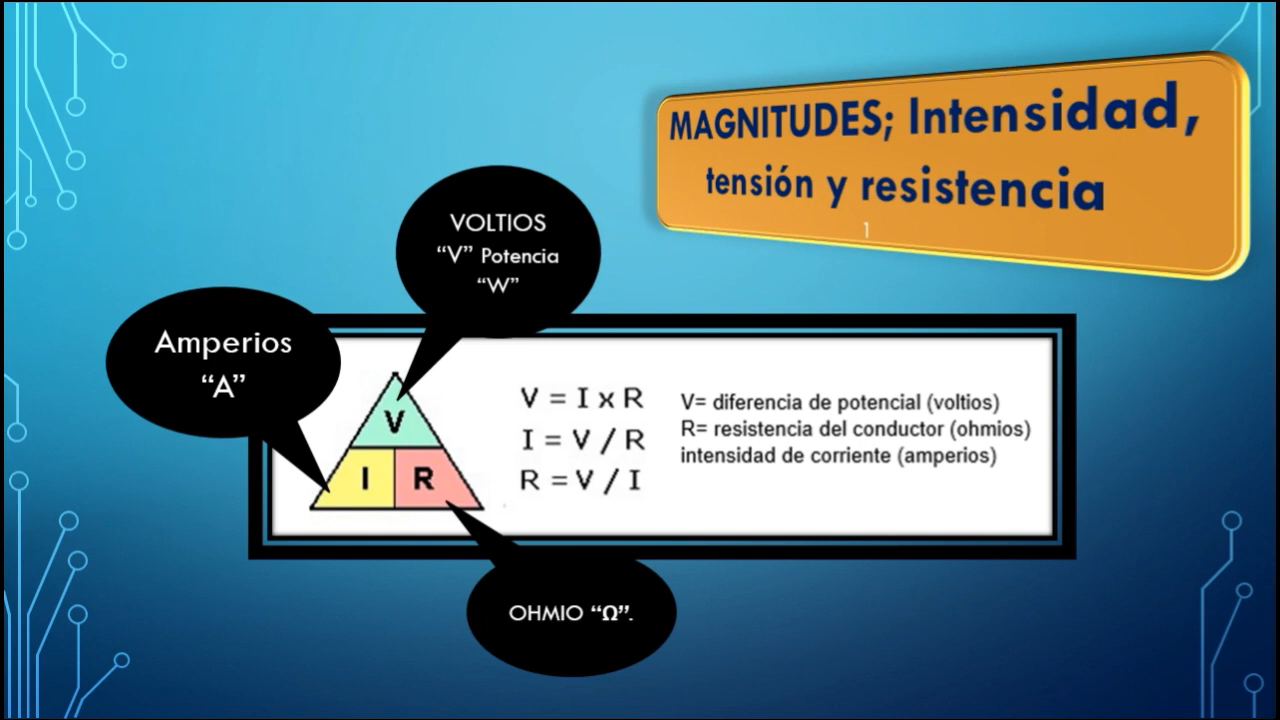 MAGNITUDES; Intensidad,
tensión y resistencia
1
VOLTIOS
“V” Potencia
“W”
Amperios
“A”
V
I R
V = I x R
I = V / R
R = V / I
V= diferencia de potencial (voltios)
R= resistencia del conductor (ohmios)
intensidad de corriente (amperios)
OHMIO “Ω”.